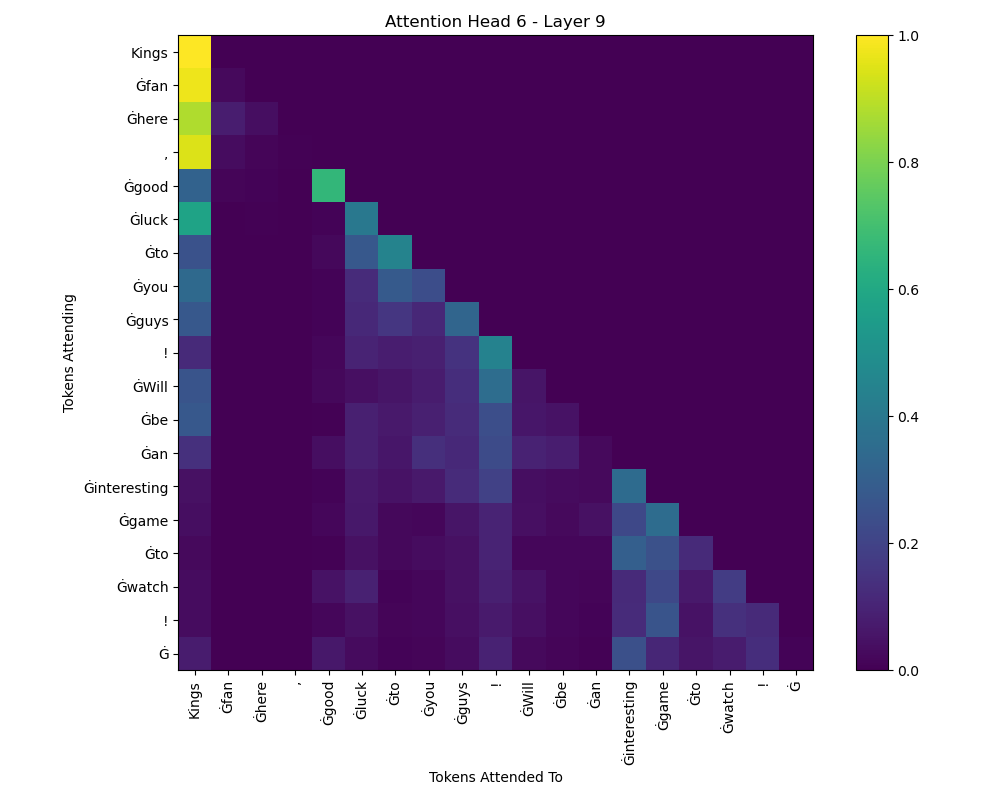 Attention Head 6 - Layer 9
Tokens Attending
Kings
Ġfan
Ġhere
,
Ġgood
Ġluck
Ġto
Ġyou
Ġguys
!
ĠWill
Ġbe
Ġan
Ġinteresting
Ġgame
Ġto
Ġwatch
!
Ġ
Kings
Ġfan
Ġhere
,
Ġgood
Ġluck
Ġto
Ġyou
Ġguys
!
ĠWill
Ġbe
Ġan
Ġinteresting
Ġgame
Ġto
Ġwatch
!
Ġ
Tokens Attended To
1.0
0.8
0.6
0.4
0.2
0.0